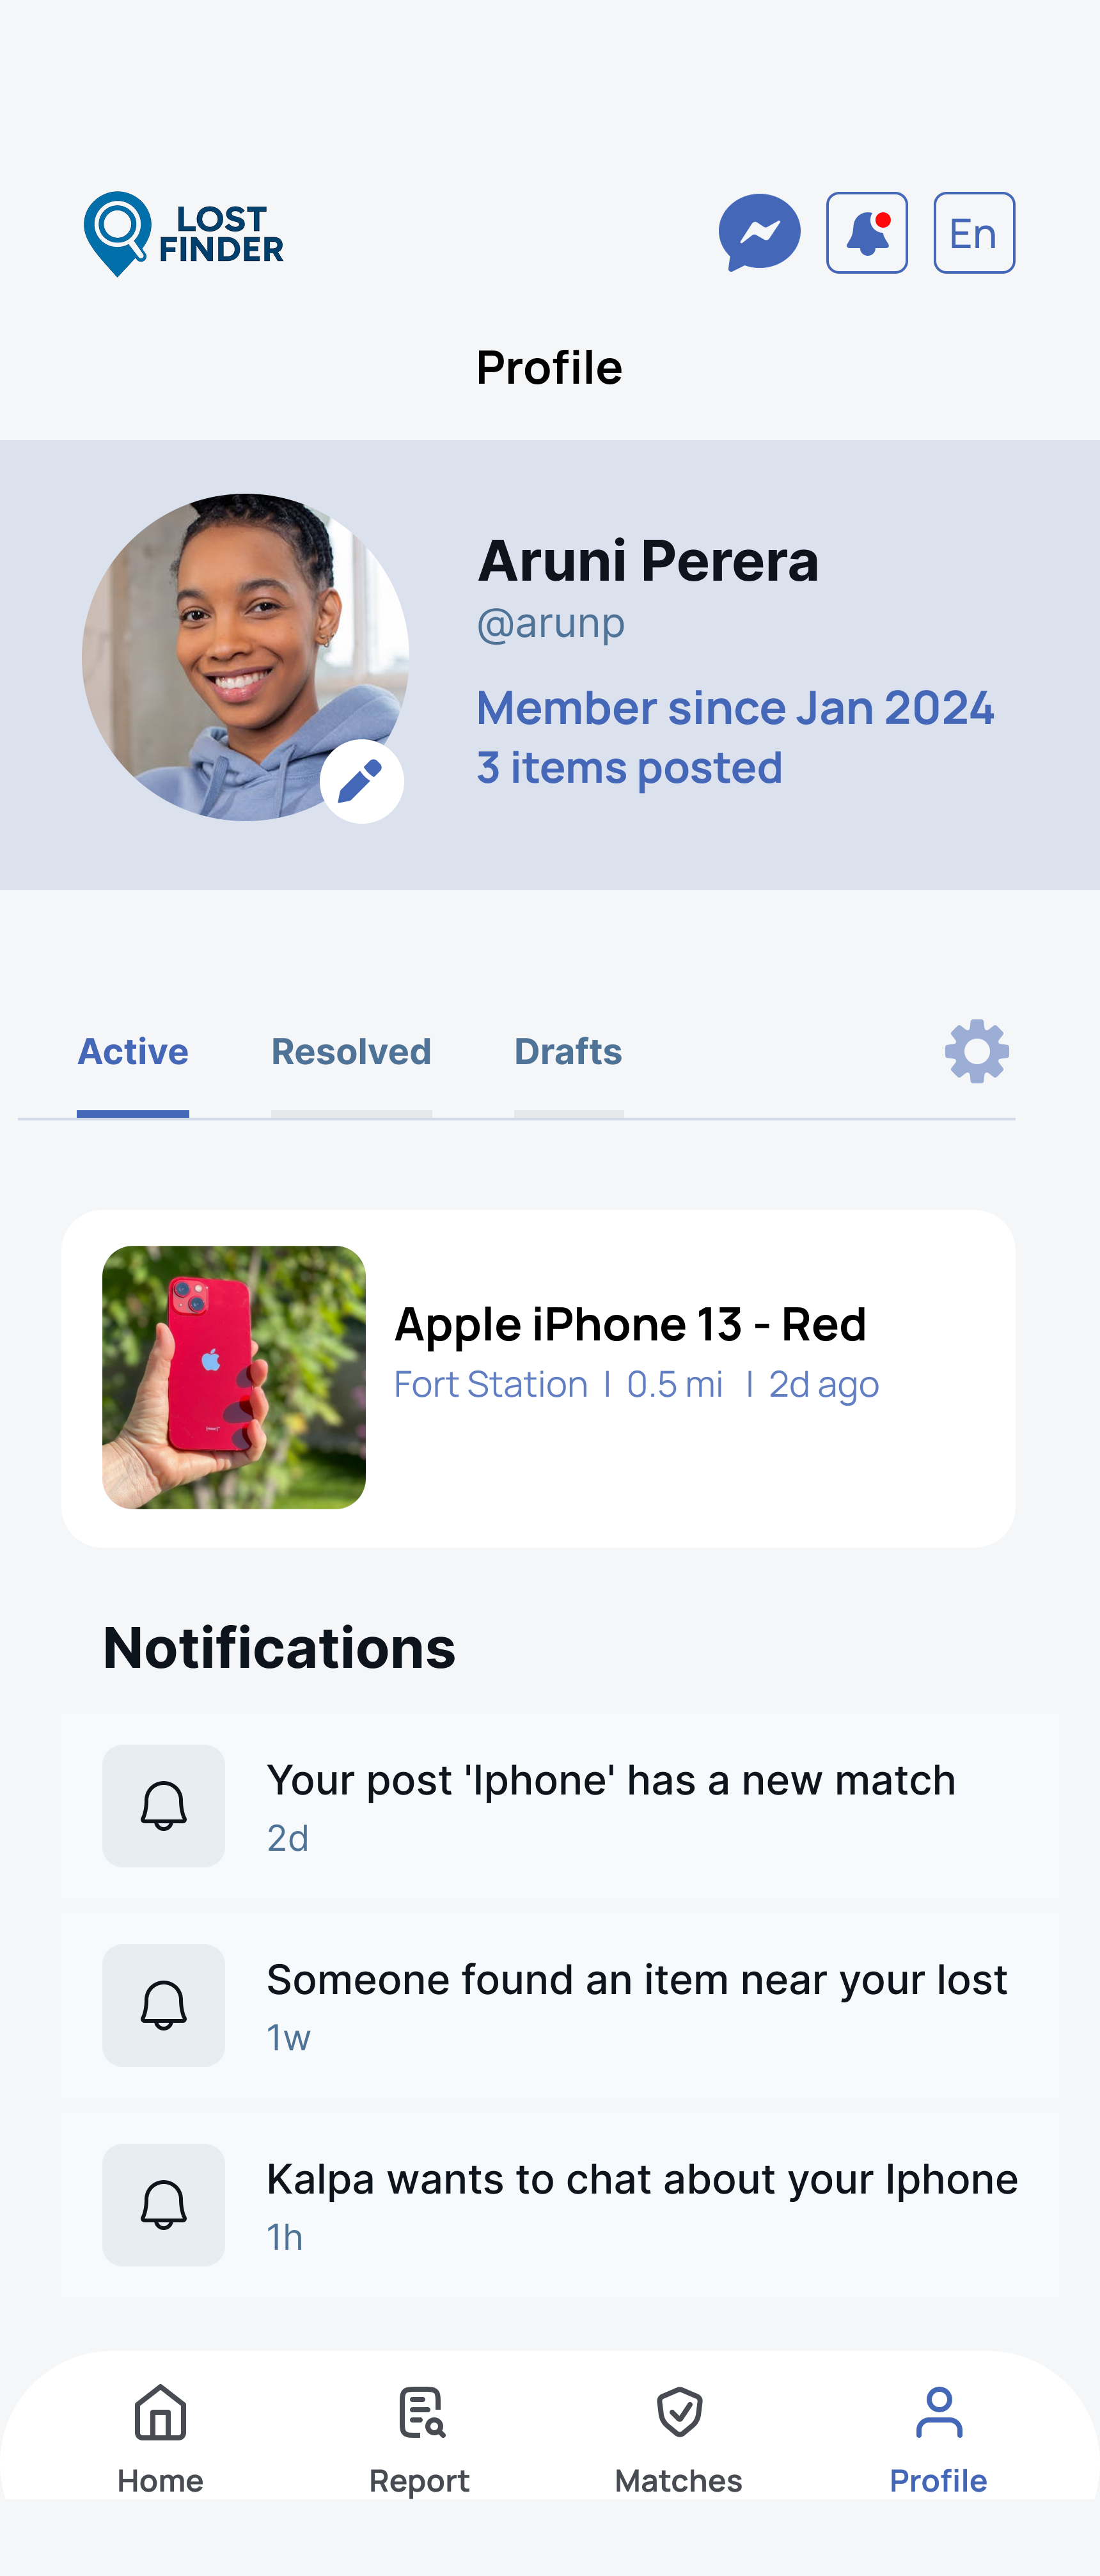 LOST
FINDER
En
Profile
Aruni Perera
@arunp
Member since Jan 2024
3 items posted
Active Resolved Drafts
Apple iPhone 13 - Red
Fort Station | 0.5 mi | 2d ago
Notifications
Your post 'Iphone' has a new match
2d
Someone found an item near your lost
1w
Kalpa wants to chat about your Iphone
1h
Home Report Matches Profile